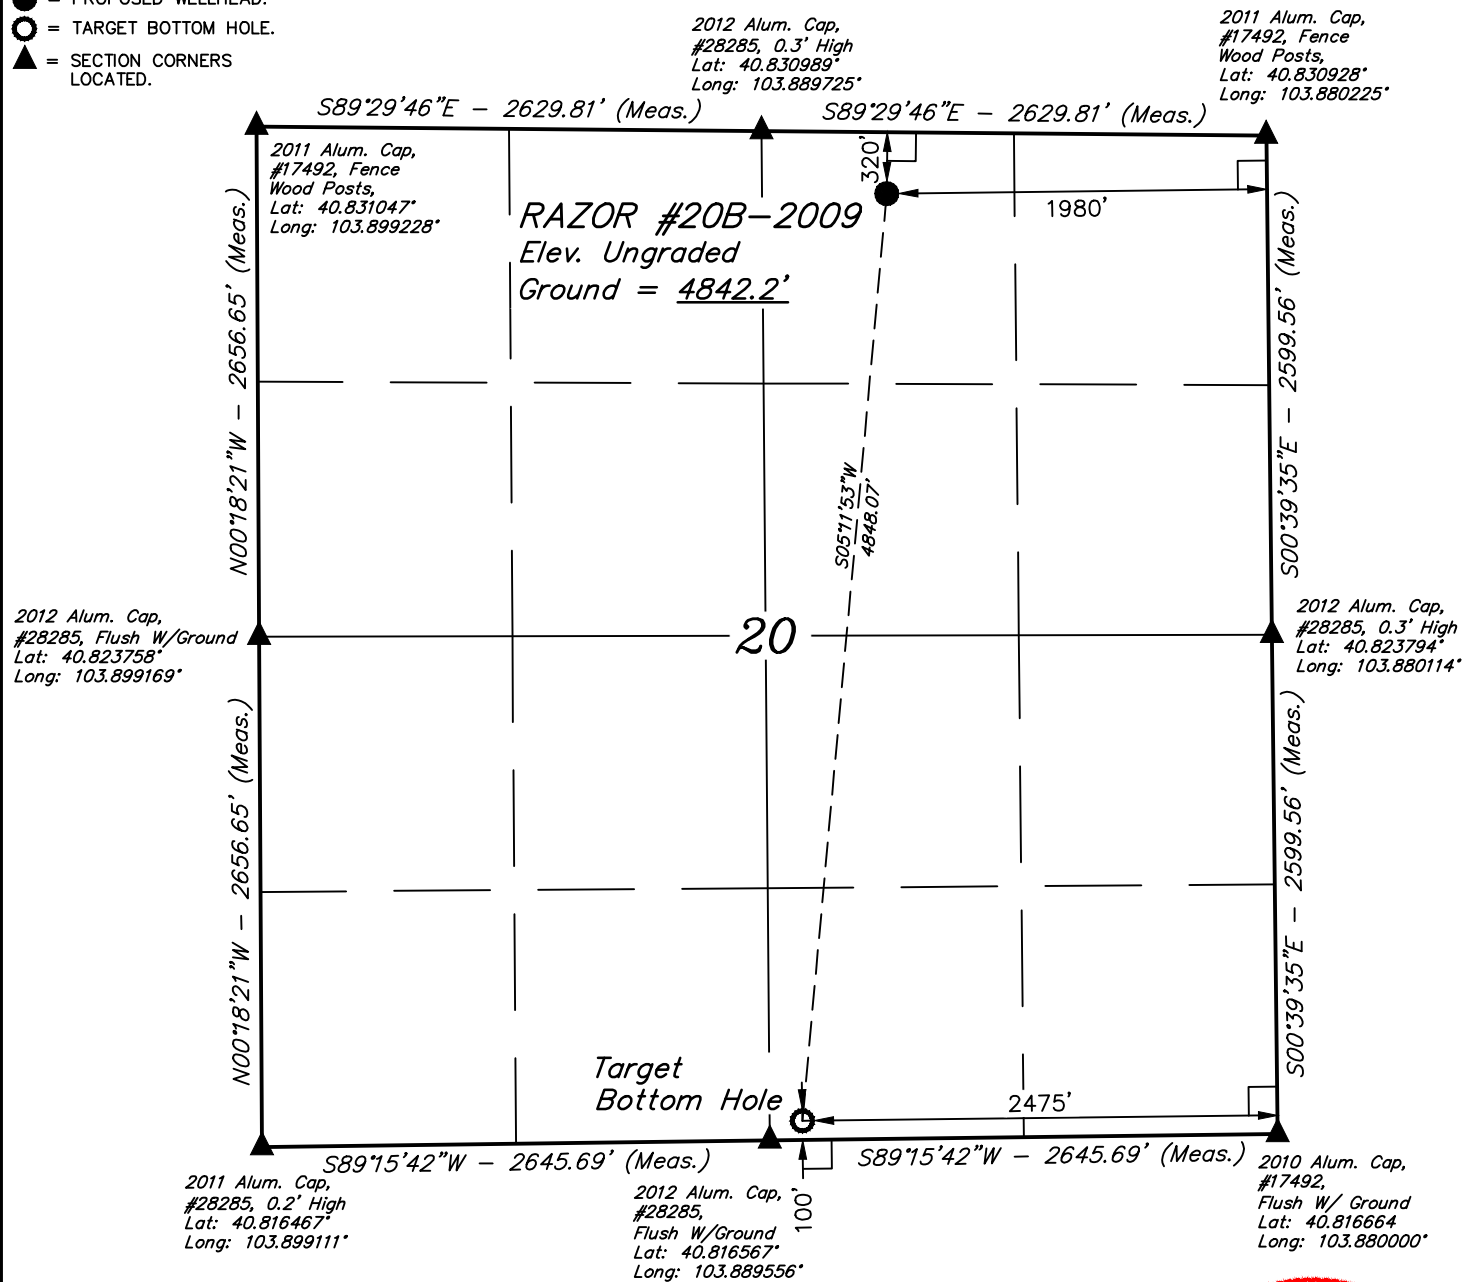 = PROPOSED WELLHEAD.
= TARGET BOTTOM HOLE.
= SECTION CORNERS
LOCATED.
2012 Alum. Cap,
#28285, 0.3' High
Lat: 40.830989°
Long: 103.889725°
2011 Alum. Cap,
#17492, Fence
Wood Posts,
Lat: 40.830928°
Long: 103.880225°
S89°29'46"E - 2629.81' (Meas.)
S89°29'46"E - 2629.81' (Meas.)
2011 Alum. Cap,
#17492, Fence
Wood Posts,
Lat: 40.831047°
Long: 103.899228°
320'
1980'
RAZOR #20B-2009
Elev. Ungraded
Ground = 4842.2'
N00°18'21"W - 2656.65' (Meas.)
S00°39'35"E - 2599.56' (Meas.)
S05°11'53"W
4848.07'
2012 Alum. Cap,
#28285, Flush W/Ground
Lat: 40.823758°
Long: 103.899169°
20
2012 Alum. Cap,
#28285, 0.3' High
Lat: 40.823794°
Long: 103.880114°
N00°18'21"W - 2656.65' (Meas.)
S00°39'35"E - 2599.56' (Meas.)
Target
Bottom Hole
2475'
S89°15'42"W - 2645.69' (Meas.)
S89°15'42"W - 2645.69' (Meas.)
100'
2011 Alum. Cap,
#28285, 0.2' High
Lat: 40.816467°
Long: 103.899111°
2012 Alum. Cap,
#28285,
Flush W/Ground
Lat: 40.816567°
Long: 103.889556°
2010 Alum. Cap,
#17492,
Flush W/ Ground
Lat: 40.816664
Long: 103.880000°